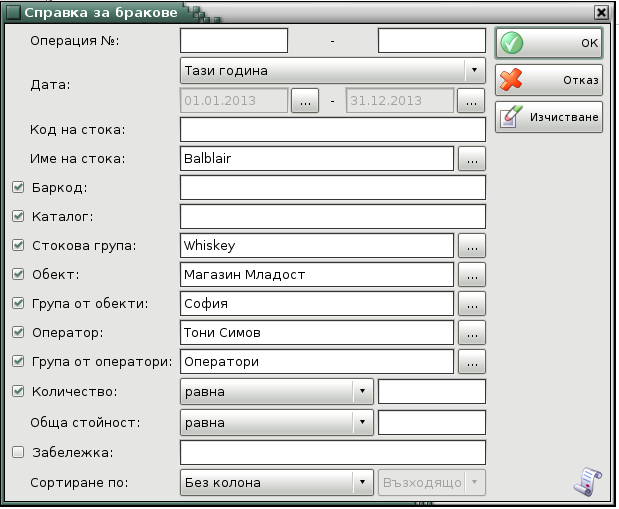 Справка за бракове
Операция №: -
OK
Тази година
Дата:
01.01.2013 ... - 31.12.2013 ...
Отказ
Изчистване
Код на стока:
Име на стока: Balblair ...
Баркод:
Каталог:
Стокова група: Whiskey ...
Обект: Магазин Младост ...
Група от обекти: София ...
Оператор: Тони Симов ...
Група от оператори: Оператори ...
Количество: равна
Обща стойност: равна
Забележка:
Сортиране по: Без колона Възходящо